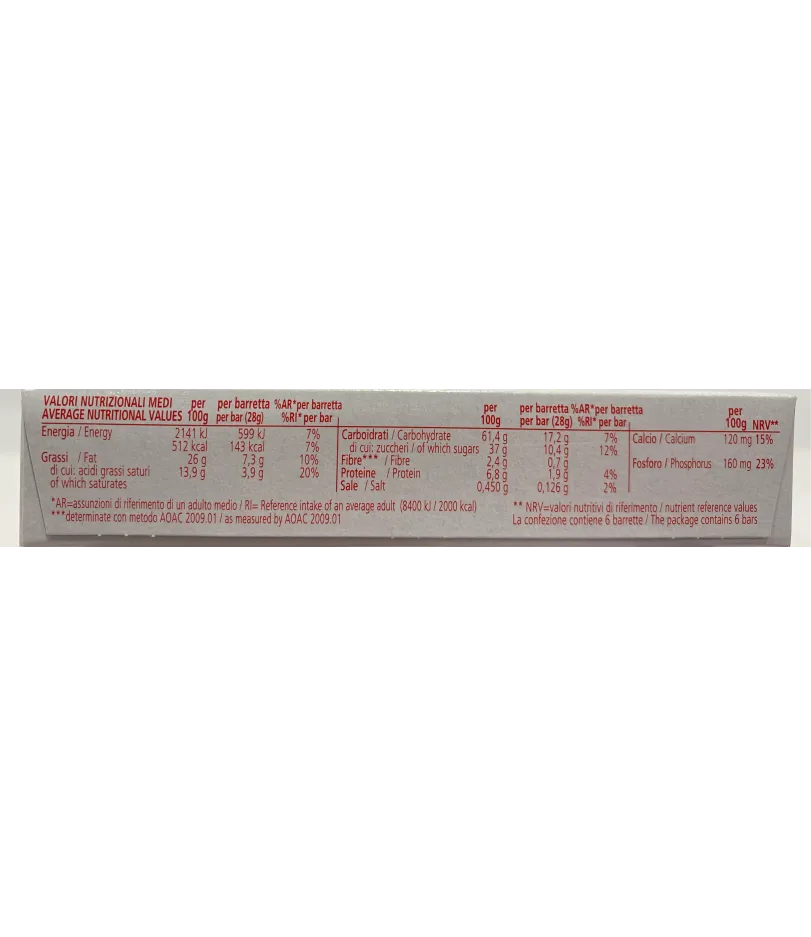 VALORI NUTRIZIONALI MEDI per per barretta %AR*per barretta
AVERAGE NUTRITIONAL VALUES 100g per bar (28g) %RI* per bar
Energia / Energy 2141 kJ 599 kJ 7%
512 kcal 143 kcal 7%
Grassi / Fat 26 g 7,3 g 10%
di cui: acidi grassi saturi 13,9 g 3,9 g 20%
of which saturates
per per barretta %AR*per barretta
100g per bar (28g) %RI* per bar
Carboidrati / Carbohydrate 61,4 g 17,2 g 7%
di cui: zuccheri / of which sugars 37 g 10,4 g 12%
Fibre*** / Fibre 2,4 g 0,7 g
Proteine / Protein 6,8 g 1,9 g 4%
Sale / Salt 0,450 g 0,126 g 2%
per
100g NRV**
Calcio / Calcium 120 mg 15%
Fosforo / Phosphorus 160 mg 23%
*AR=assunzioni di riferimento di un adulto medio / RI= Reference intake of an average adult (8400 kJ / 2000 kcal)
***determinate con metodo AOAC 2009.01 / as measured by AOAC 2009.01
** NRV=valori nutritivi di riferimento / nutrient reference values
La confezione contiene 6 barrette / The package contains 6 bars